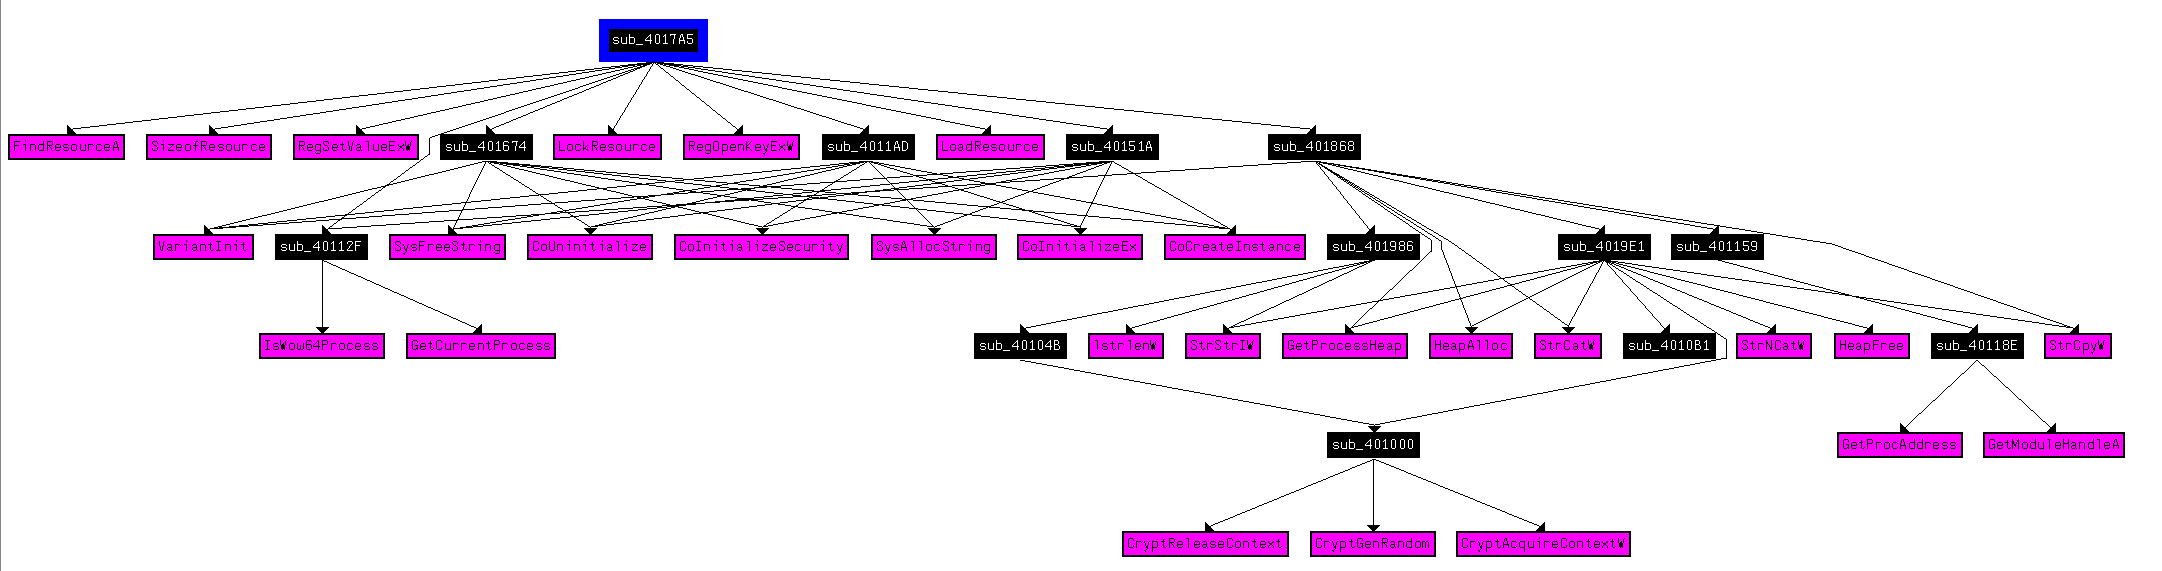 sub_4017A5
FindResourceA
SizeofResource
RegSetValueExW
sub_401674
LockResource
RegOpenKeyExW
sub_4011AD
LoadResource
sub_40151A
sub_401868
VariantInit
sub_40112F
SysFreeString
CoUninitialize
CoInitializeSecurity
SysAllocString
CoInitializeEx
CoCreateInstance
sub_401986
sub_4019E1
sub_401159
IsWow64Process
GetCurrentProcess
sub_40104B
lstrlenW
StrStrIW
GetProcessHeap
HeapAlloc
StrCatW
sub_4010B1
StrNCatW
HeapFree
sub_40118E
StrCpyW
sub_401000
GetProcAddress
GetModuleHandleA
CryptReleaseContext
CryptGenRandom
CryptAcquireContextW